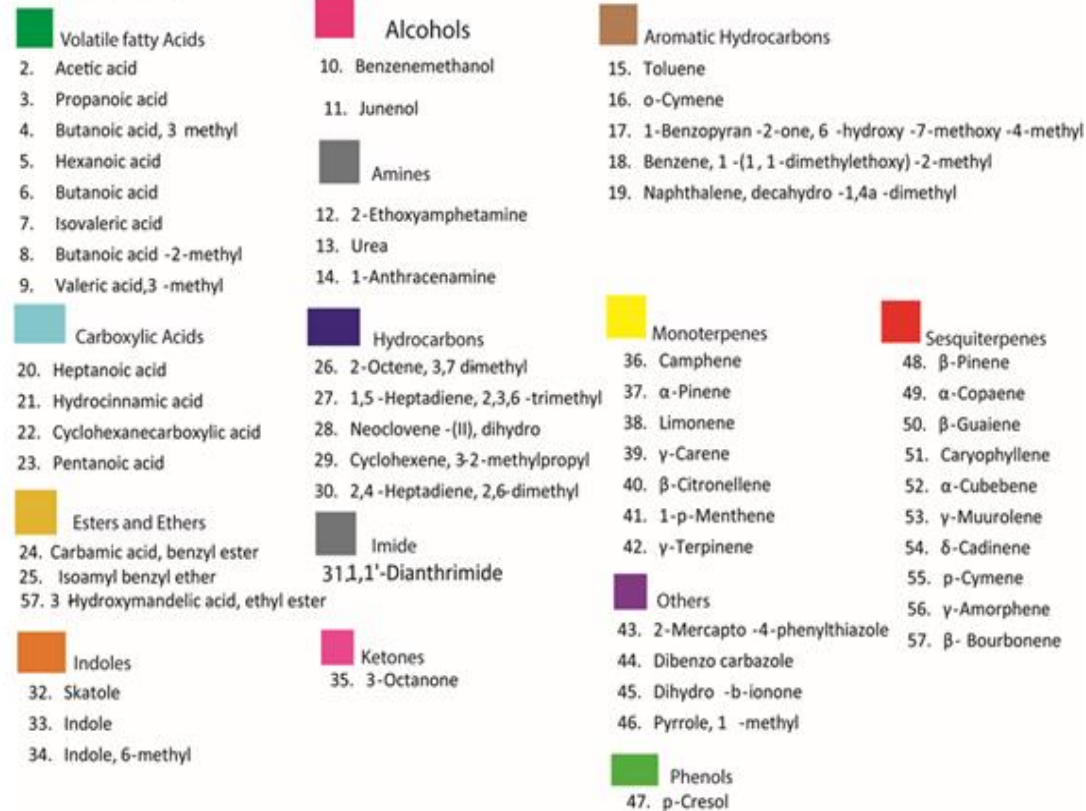 Volatile fatty Acids
2. Acetic acid
3. Propanoic acid
4. Butanoic acid, 3 methyl
5. Hexanoic acid
6. Butanoic acid
7. Isovaleric acid
8. Butanoic acid -2-methyl
9. Valeric acid,3 -methyl
Carboxylic Acids
20. Heptanoic acid
21. Hydrocinnamic acid
22. Cyclohexanecarboxylic acid
23. Pentanoic acid
Esters and Ethers
24. Carbamic acid, benzyl ester
25. Isoamyl benzyl ether
57. 3 Hydroxymandelic acid, ethyl ester
Indoles
32. Skatole
33. Indole
34. Indole, 6-methyl
Alcohols
10. Benzenemethanol
11. Junenol
Amines
12. 2-Ethoxyamphetamine
13. Urea
14. 1-Anthracenamine
Hydrocarbons
26. 2-Octene, 3,7 dimethyl
27. 1,5 -Heptadiene, 2,3,6 -trimethyl
28. Neoclovene -(II), dihydro
29. Cyclohexene, 3-2-methylpropyl
30. 2,4 -Heptadiene, 2,6-dimethyl
Imide
311,1'-Dianthrimide
Ketones
35. 3-Octanone
Aromatic Hydrocarbons
15. Toluene
16. o-Cymene
17. 1-Benzopyran -2-one, 6 -hydroxy -7-methoxy -4-methyl
18. Benzene, 1 -(1, 1-dimethylethoxy) -2-methyl
19. Naphthalene, decahydro -1,4a -dimethyl
Monoterpenes
36. Camphene
37. α-Pinene
38. Limonene
39. γ-Carene
40. β-Citronellene
41. 1-p-Menthene
42. γ-Terpinene
Others
43. 2-Mercapto -4-phenylthiazole
44. Dibenzo carbazole
45. Dihydro -b-ionone
46. Pyrrole, 1 -methyl
Phenols
47. p-Cresol
Sesquiterpenes
48. β-Pinene
49. α-Copaene
50. β-Guaiene
51. Caryophyllene
52. α-Cubebene
53. γ-Muurolene
54. δ-Cadinene
55. p-Cymene
56. γ-Amorphene
57. β- Bourbonene